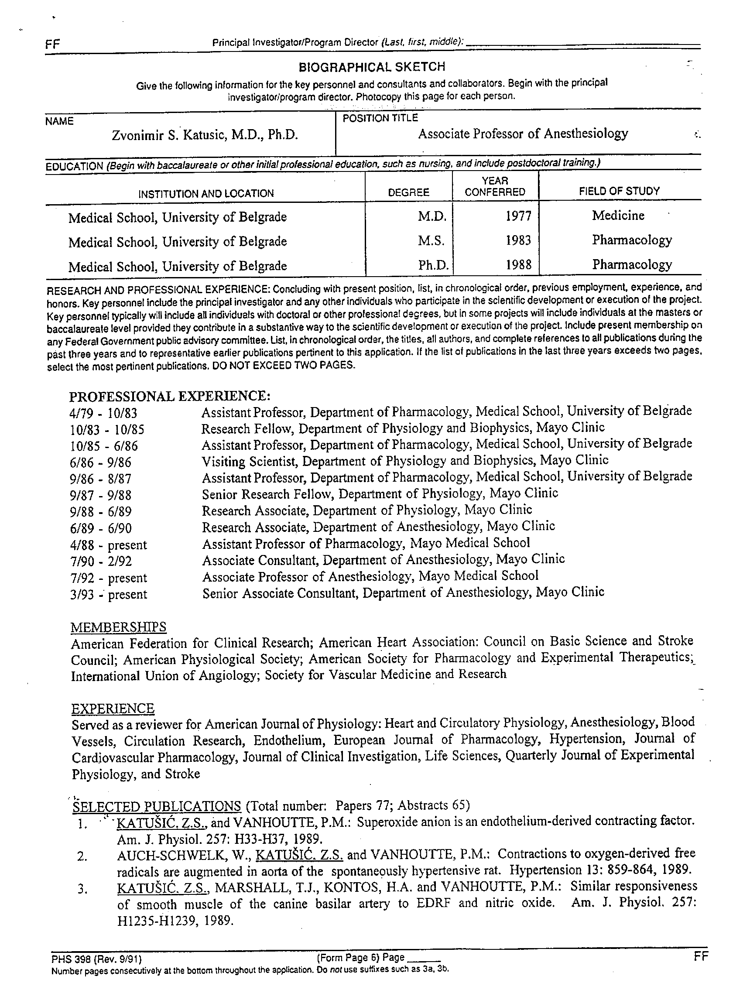 FF
Principal Investigator/Program Director (Last, first, middle):
BIOGRAPHICAL SKETCH
Give the following information for the key personnel and consultants and collaborators. Begin with the principal
investigator/program director. Photocopy this page for each person.
NAME
POSITION TITLE
Zvonimir S. Katusic, M.D., Ph.D.
Associate Professor of Anesthesiology
EDUCATION (Begin with baccalaureate or other initial professional education, such as nursing, and include postdoctoral training.)
INSTITUTION AND LOCATION DEGREE YEAR CONFERRED FIELD OF STUDY
Medical School, University of Belgrade M.D. 1977 Medicine
Medical School, University of Belgrade M.S. 1983 Pharmacology
Medical School, University of Belgrade Ph.D. 1988 Pharmacology
RESEARCH AND PROFESSIONAL EXPERIENCE: Concluding with present position, list, in chronological order, previous employment, experience, and
honors. Key personnel include the principal investigator and any other individuals who participate in the scientific development or execution of the project.
Key personnel typically will include all individuals with doctoral or other professional degrees, but in some projects will include individuals at the masters or
baccalaureate level provided they contribute in a substantive way to the scientific development or execution of the project. Include present membership on
any Federal Government public advisory committee. List, in chronological order, the titles, all authors, and complete references to all publications during the
past three years and to representative earlier publications pertinent to this application. If the list of publications in the last three years exceeds two pages,
select the most pertinent publications. DO NOT EXCEED TWO PAGES.
PROFESSIONAL EXPERIENCE:
4/79 - 10/83 Assistant Professor, Department of Pharmacology, Medical School, University of Belgrade
10/83 - 10/85 Research Fellow, Department of Physiology and Biophysics, Mayo Clinic
10/85 - 6/86 Assistant Professor, Department of Pharmacology, Medical School, University of Belgrade
6/86 - 9/86 Visiting Scientist, Department of Physiology and Biophysics, Mayo Clinic
9/86 - 8/87 Assistant Professor, Department of Pharmacology, Medical School, University of Belgrade
9/87 - 9/88 Senior Research Fellow, Department of Physiology, Mayo Clinic
9/88 - 6/89 Research Associate, Department of Physiology, Mayo Clinic
6/89 - 6/90 Research Associate, Department of Anesthesiology, Mayo Clinic
4/88 - present Assistant Professor of Pharmacology, Mayo Medical School
7/90 - 2/92 Associate Consultant, Department of Anesthesiology, Mayo Clinic
7/92 - present Associate Professor of Anesthesiology, Mayo Medical School
3/93 - present Senior Associate Consultant, Department of Anesthesiology, Mayo Clinic
MEMBERSHIPS
American Federation for Clinical Research; American Heart Association: Council on Basic Science and Stroke
Council; American Physiological Society; American Society for Pharmacology and Experimental Therapeutics;
International Union of Angiology; Society for Vascular Medicine and Research
EXPERIENCE
Served as a reviewer for American Journal of Physiology: Heart and Circulatory Physiology, Anesthesiology, Blood
Vessels, Circulation Research, Endothelium, European Journal of Pharmacology, Hypertension, Journal of
Cardiovascular Pharmacology, Journal of Clinical Investigation, Life Sciences, Quarterly Journal of Experimental
Physiology, and Stroke
SELECTED PUBLICATIONS (Total number: Papers 77; Abstracts 65)
1. KATUŠIĆ, Z.S., and VANHOUTTE, P.M.: Superoxide anion is an endothelium-derived contracting factor.
Am. J. Physiol. 257: H33-H37, 1989.
2. AUCH-SCHWELK, W., KATUŠIĆ, Z.S. and VANHOUTTE, P.M.: Contractions to oxygen-derived free
radicals are augmented in aorta of the spontaneously hypertensive rat. Hypertension 13: 859-864, 1989.
3. KATUŠIĆ, Z.S., MARSHALL, T.J., KONTOS, H.A. and VANHOUTTE, P.M.: Similar responsiveness
of smooth muscle of the canine basilar artery to EDRF and nitric oxide. Am. J. Physiol. 257:
H1235-H1239, 1989.
PHS 398 (Rev. 9/91) (Form Page 6) Page FF
Number pages consecutively at the bottom throughout the application. Do not use suffixes such as 3a, 3b.